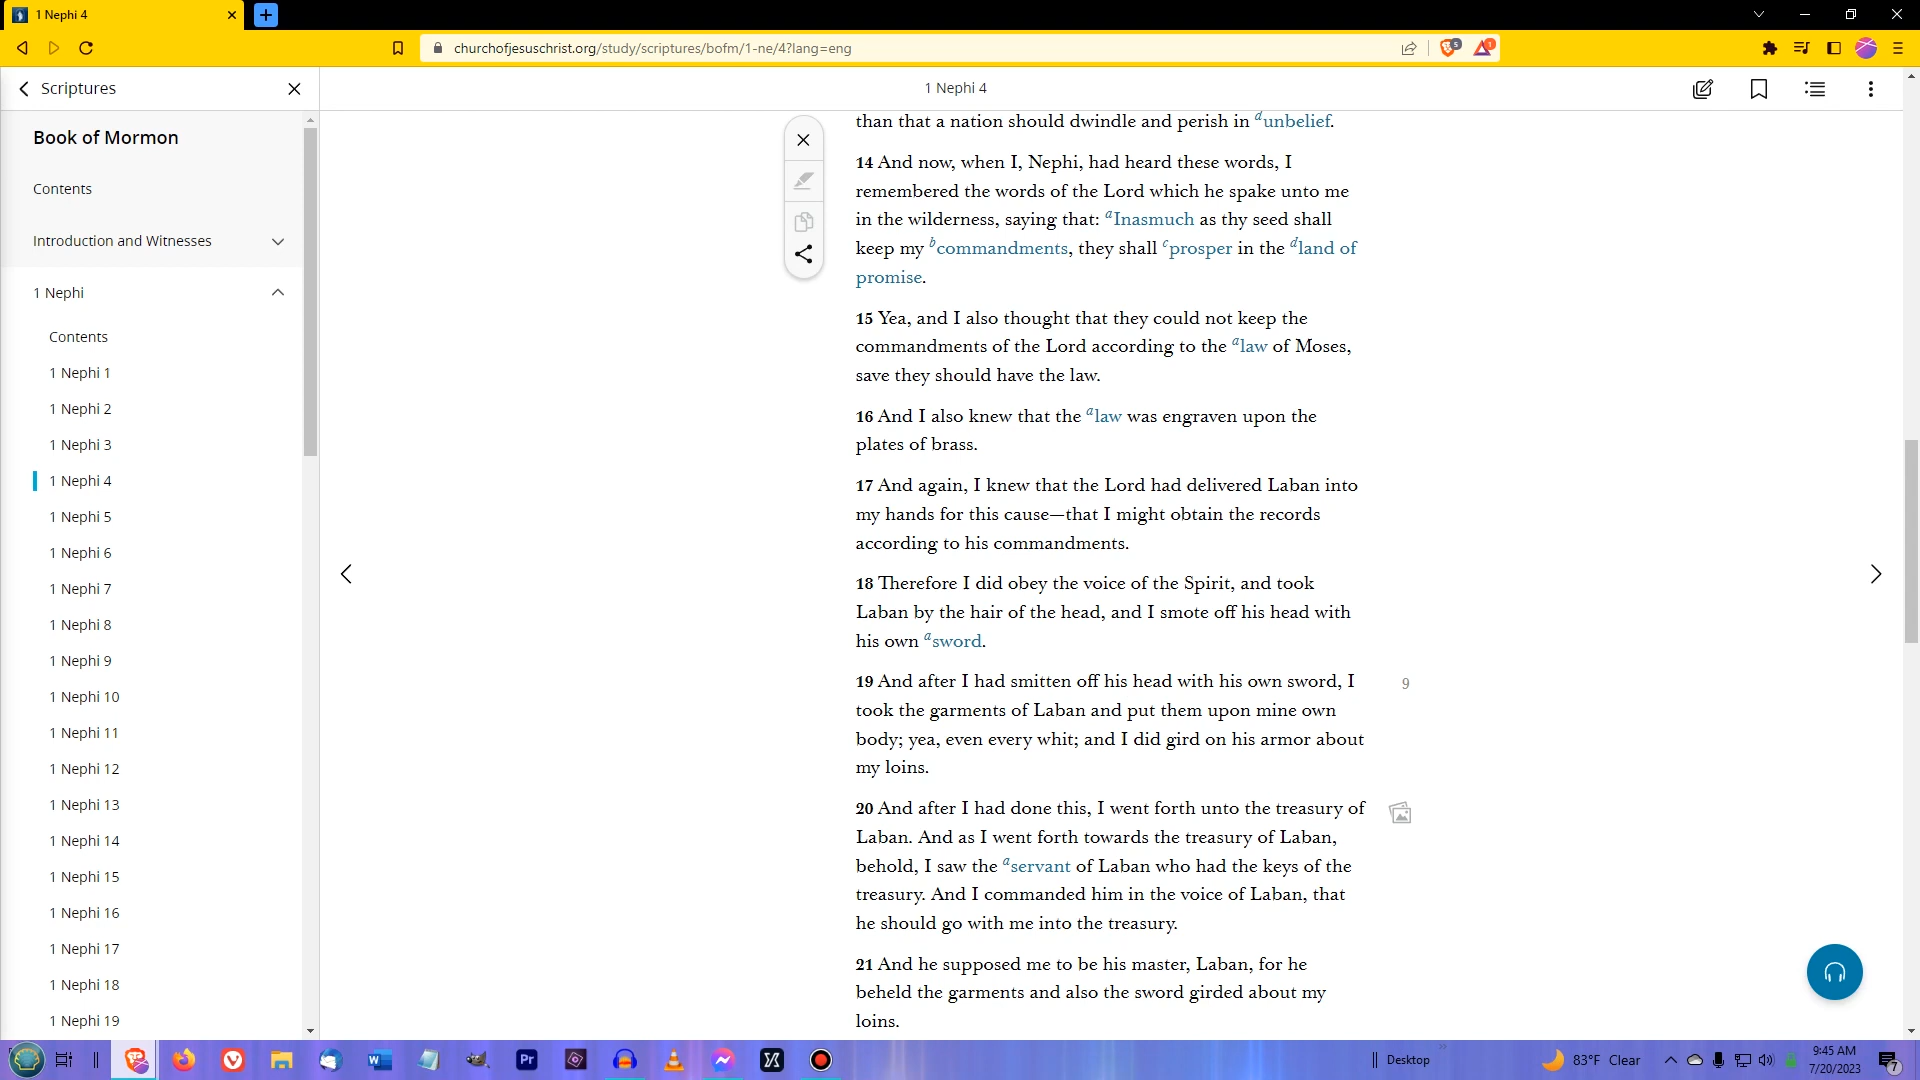 1 Nephi 4
churchofjesuschrist.org/study/scriptures/bofm/1-ne/4?lang=eng
5
1
Scriptures
1 Nephi 4
Book of Mormon
Contents
Introduction and Witnesses
1 Nephi
Contents
1 Nephi 1
1 Nephi 2
1 Nephi 3
1 Nephi 4
1 Nephi 5
1 Nephi 6
1 Nephi 7
1 Nephi 8
1 Nephi 9
1 Nephi 10
1 Nephi 11
1 Nephi 12
1 Nephi 13
1 Nephi 14
1 Nephi 15
1 Nephi 16
1 Nephi 17
1 Nephi 18
1 Nephi 19
than that a nation should dwindle and perish in d unbelief.
14 And now, when I, Nephi, had heard these words, I
remembered the words of the Lord which he spake unto me
in the wilderness, saying that: a Inasmuch as thy seed shall
keep my b commandments, they shall c prosper in the d land of
promise.
15 Yea, and I also thought that they could not keep the
commandments of the Lord according to the a law of Moses,
save they should have the law.
16 And I also knew that the a law was engraven upon the
plates of brass.
17 And again, I knew that the Lord had delivered Laban into
my hands for this cause—that I might obtain the records
according to his commandments.
18 Therefore I did obey the voice of the Spirit, and took
Laban by the hair of the head, and I smote off his head with
his own a sword.
19 And after I had smitten off his head with his own sword, I
9
took the garments of Laban and put them upon mine own
body; yea, even every whit; and I did gird on his armor about
my loins.
20 And after I had done this, I went forth unto the treasury of
Laban. And as I went forth towards the treasury of Laban,
behold, I saw the a servant of Laban who had the keys of the
treasury. And I commanded him in the voice of Laban, that
he should go with me into the treasury.
21 And he supposed me to be his master, Laban, for he
beheld the garments and also the sword girded about my
loins.
Pr
Desktop
83°F Clear
9:45 AM
7/20/2023
7